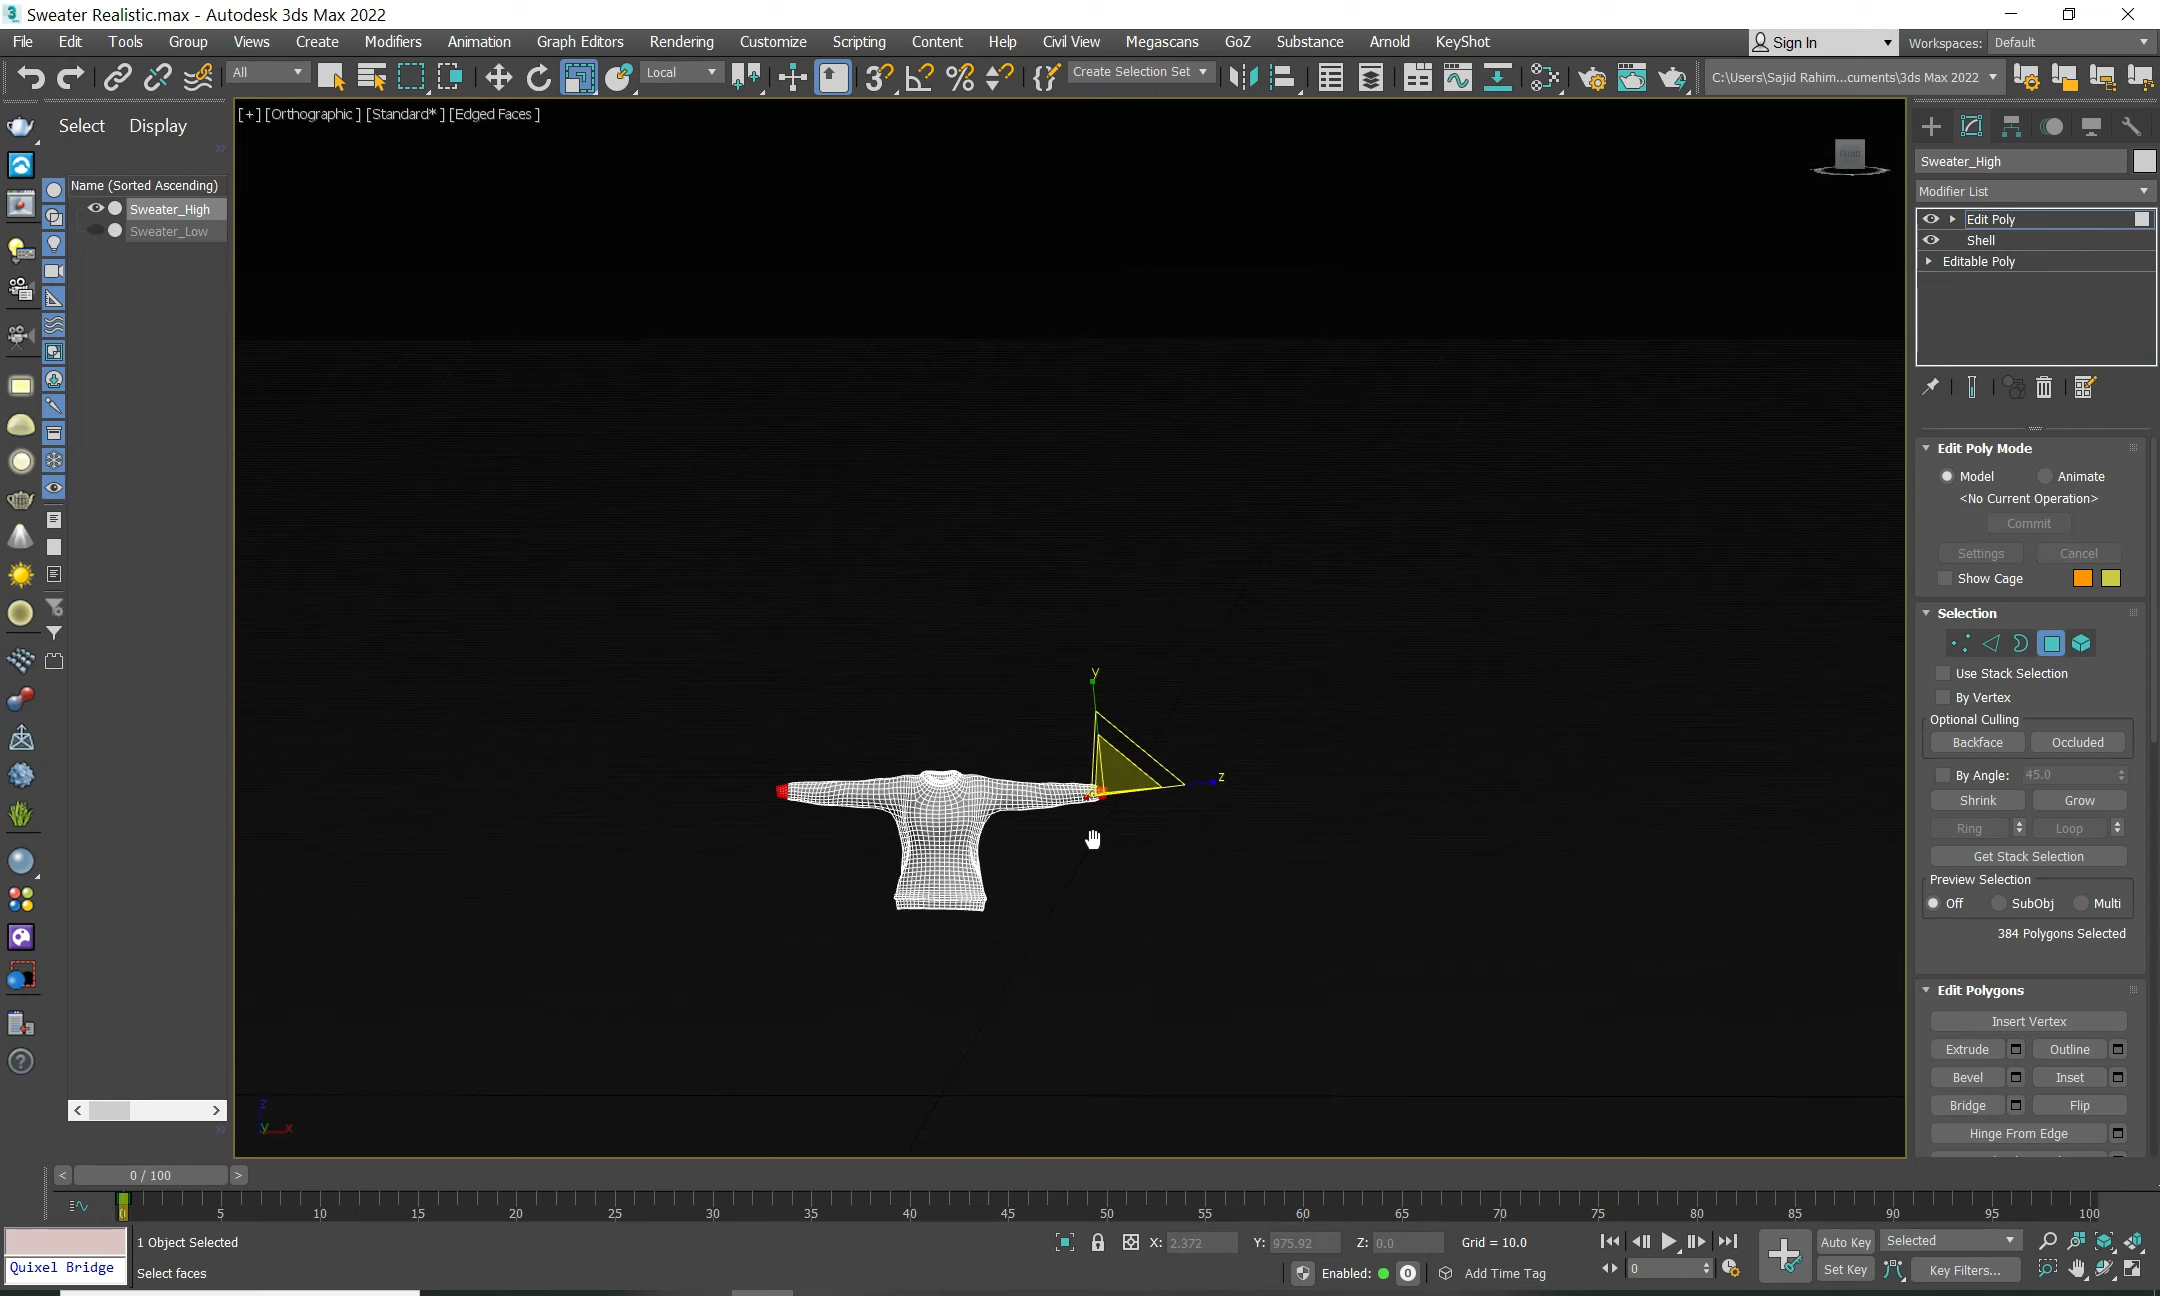 Sweater Realistic.max - Autodesk 3ds Max 2022
File Edit Tools Group Views Create Modifiers Animation Graph Editors Rendering Customize Scripting Content Help Civil View Megascans GoZ Substance Arnold KeyShot
Sign In
Workspaces: Default
All
Local
Create Selection Set
C:\Users\Sajid Rahim...cuments\3ds Max 2022
Select Display
[+] [Orthographic ] [Standard* ] [Edged Faces ]
FRONT
Name (Sorted Ascending)
Sweater_High
Sweater_Low
Sweater_High
Modifier List
Edit Poly
Shell
Editable Poly
Edit Poly Mode
Model Animate
<No Current Operation>
Commit
Settings Cancel
Show Cage
Selection
Use Stack Selection
By Vertex
Optional Culling
Backface Occluded
By Angle: 45.0
Shrink Grow
Ring Loop
Get Stack Selection
Preview Selection
Off SubObj Multi
384 Polygons Selected
Edit Polygons
Insert Vertex
Extrude Outline
Bevel Inset
Bridge Flip
Hinge From Edge
y
z
z
y x
< 0 / 100 >
0 5 10 15 20 25 30 35 40 45 50 55 60 65 70 75 80 85 90 95 100
1 Object Selected
X: 2.372 Y: 975.92 Z: 0.0 Grid = 10.0
Auto Key Selected
Quixel Bridge
Select faces
Enabled: 0 Add Time Tag
0
Set Key Key Filters...